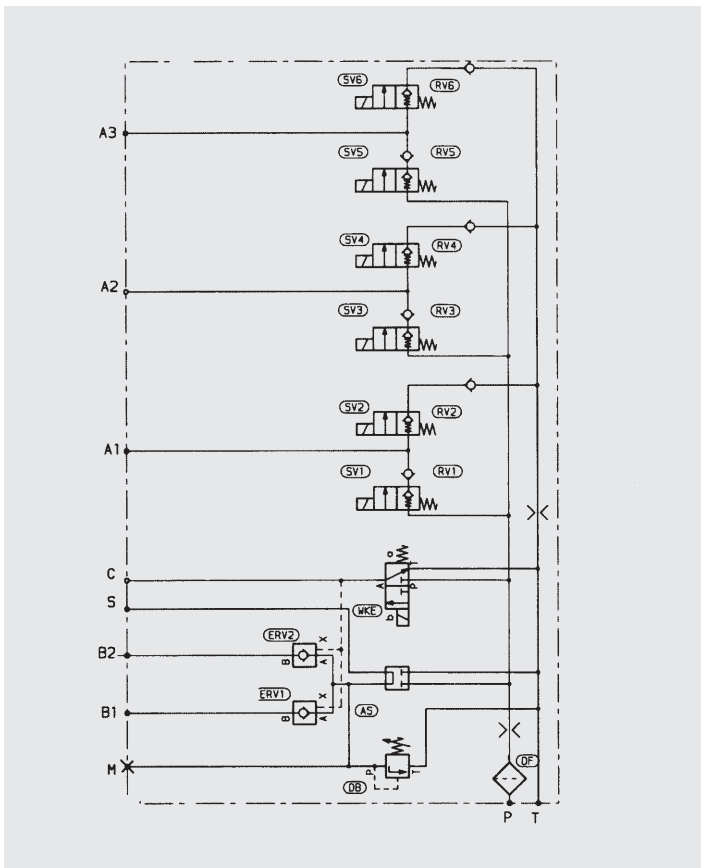 SV6 RV6
A3
SV5 RV5
SV4 RV4
A2
SV3 RV3
SV2 RV2
A1
SV1 RV1
a
C A T
T P
S WKE
b
ERV2 X
B2 B A
ERV1 X
AS
B1 B A
M P T DF
DB
P T